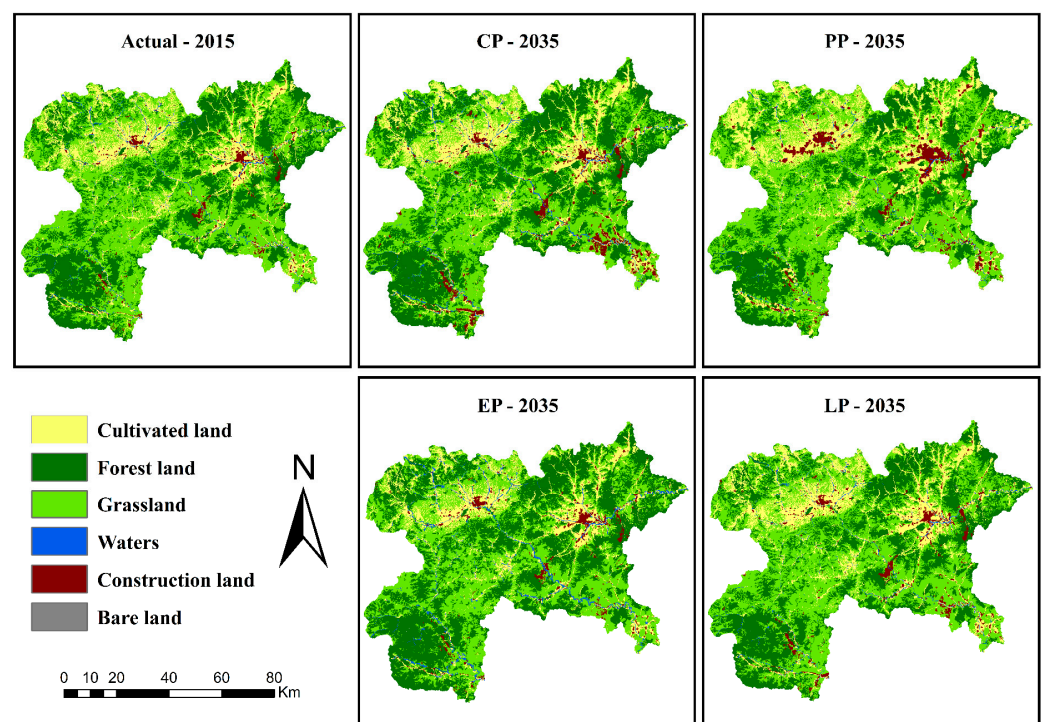 Actual - 2015
CP - 2035
PP - 2035
EP - 2035
LP - 2035
Cultivated land
Forest land
Grassland
Waters
Construction land
Bare land
N
0 10 20 40 60 80
Km